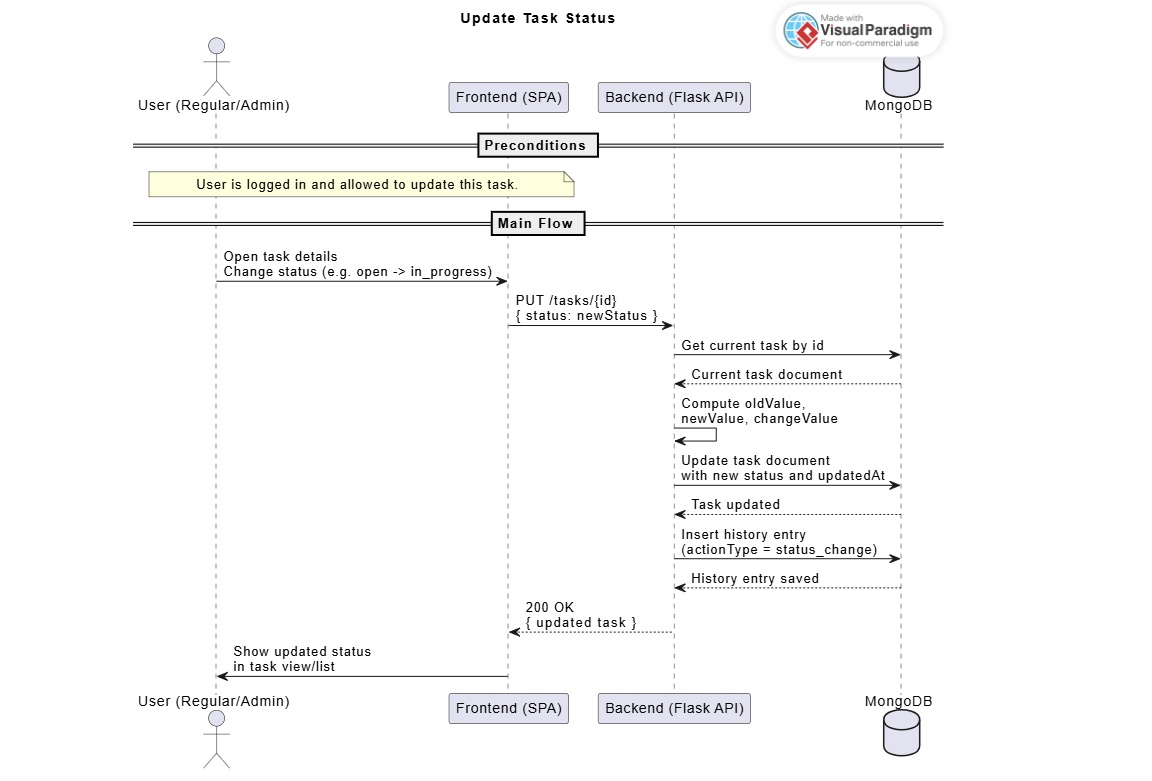 Update Task Status
Made with
VisualParadigm
For non-commercial use
User (Regular/Admin)
Frontend (SPA)
Backend (Flask API)
MongoDB
Preconditions
User is logged in and allowed to update this task.
Main Flow
Open task details
Change status (e.g. open -> in_progress)
PUT /tasks/{id}
{ status: newStatus }
Get current task by id
Current task document
Compute oldValue,
newValue, changeValue
Update task document
with new status and updatedAt
Task updated
Insert history entry
(actionType = status_change)
History entry saved
200 OK
{ updated task }
Show updated status
in task view/list
User (Regular/Admin)
Frontend (SPA)
Backend (Flask API)
MongoDB